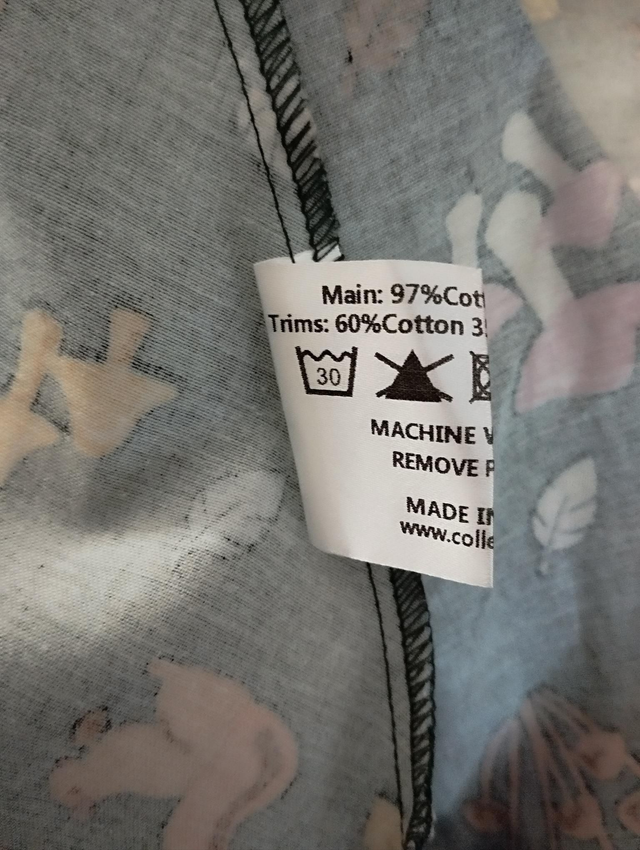 Main: 97%Cott
Trims: 60%Cotton 3
30
MACHINE
REMOVE
MADE IN
www.colle